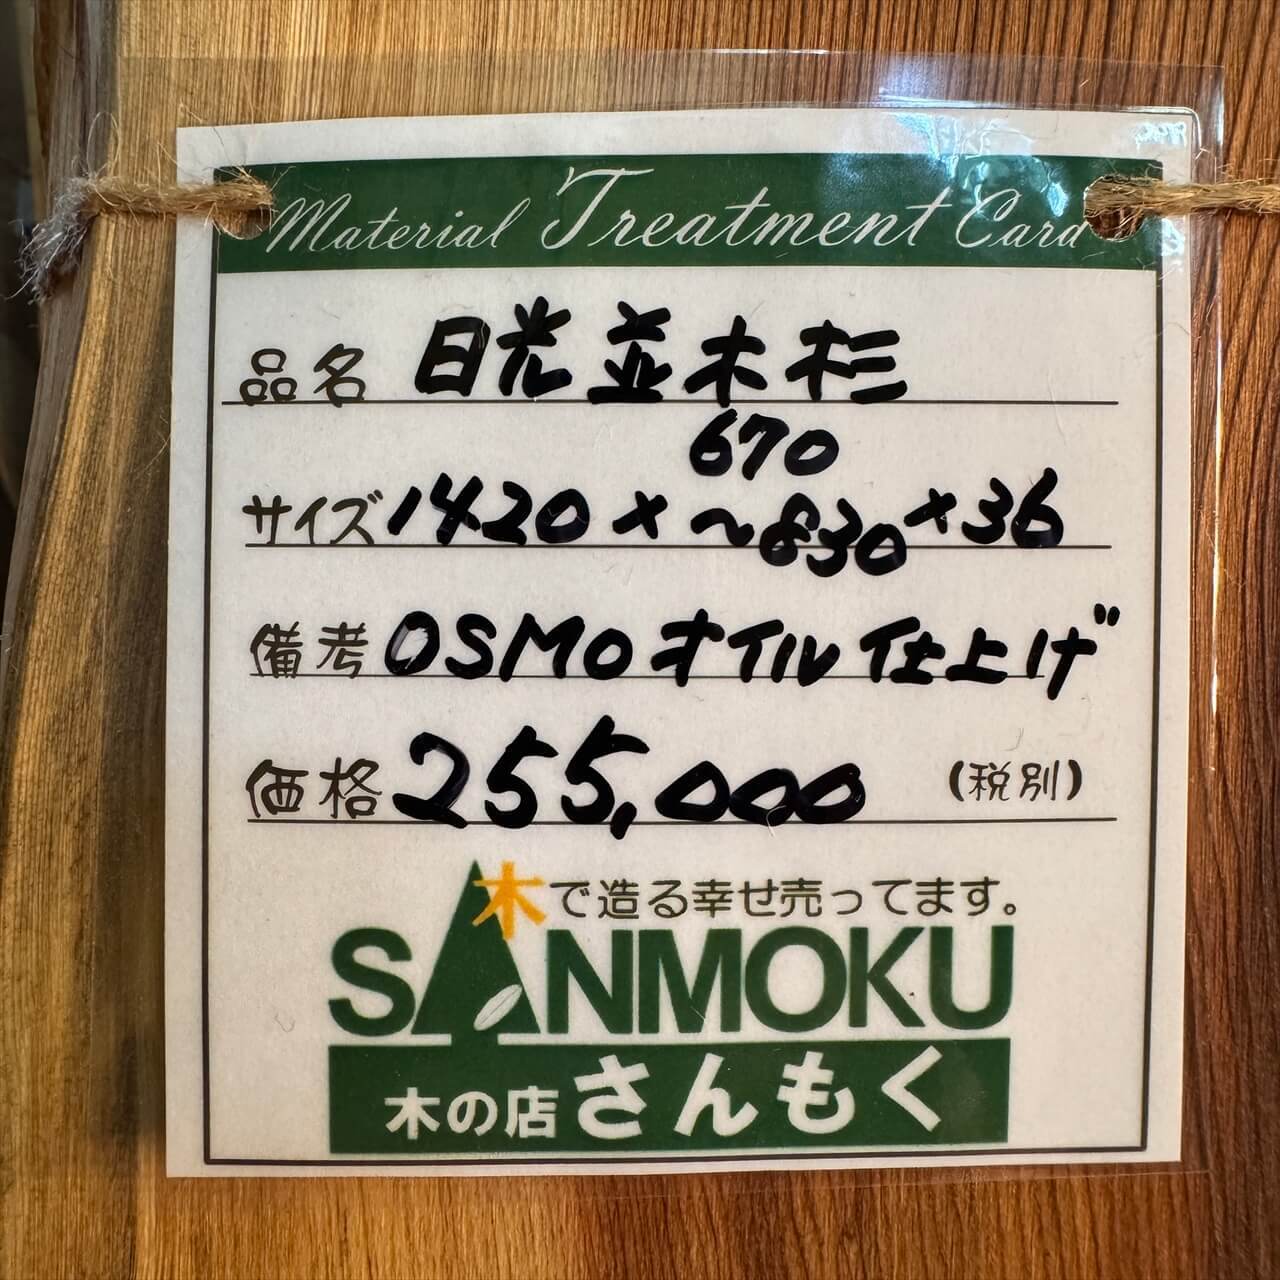 Material Treatment Card
品名 日光並木杉
サイズ 1420 × 670 ~830 × 36
備考 OSMOオイル仕上げ
価格 255,000 (税別)
木で造る幸せ売ってます。
SANMOKU
木の店 さんもく